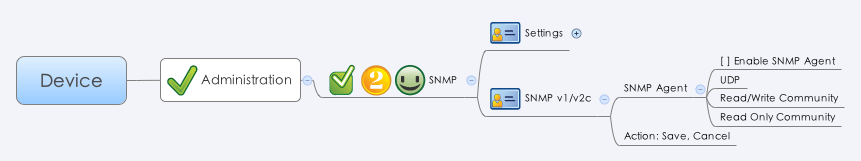 Device
Administration
2
SNMP
Settings
SNMP v1/v2c
SNMP Agent
[ ] Enable SNMP Agent
UDP
Read/Write Community
Read Only Community
Action: Save, Cancel